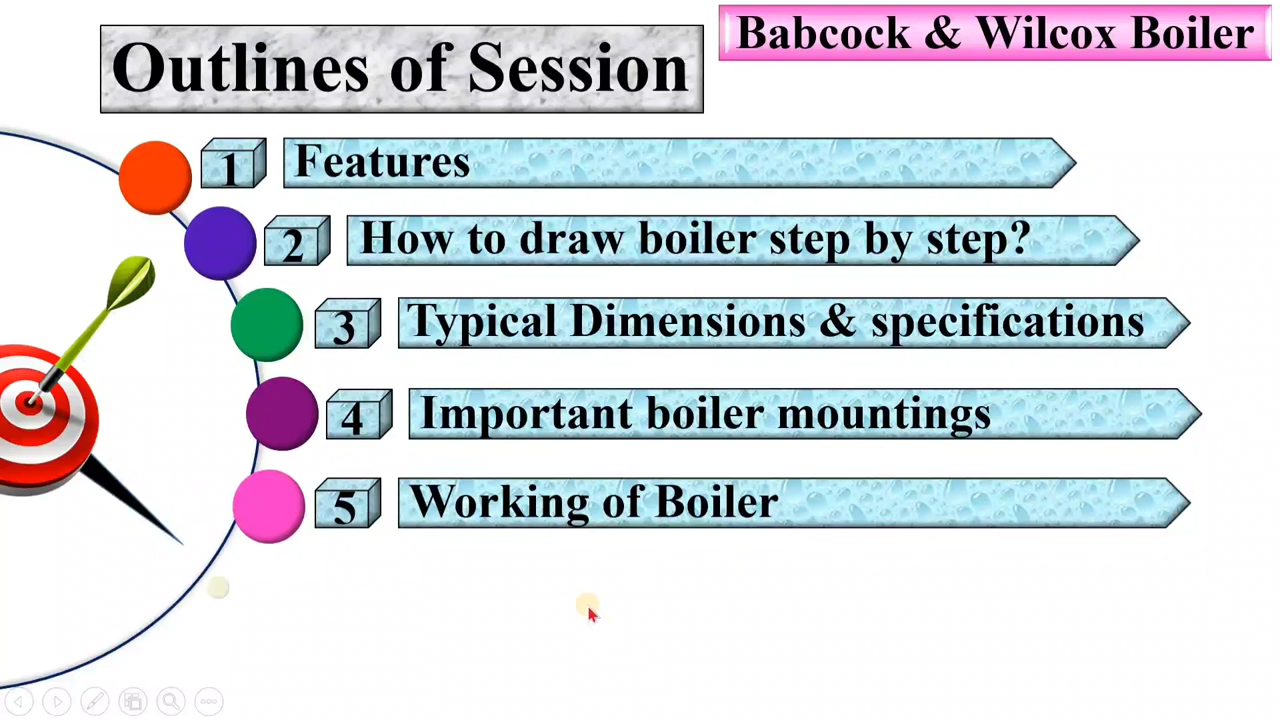 Babcock & Wilcox Boiler
Outlines of Session
1 Features
2 How to draw boiler step by step?
3 Typical Dimensions & specifications
4 Important boiler mountings
5 Working of Boiler